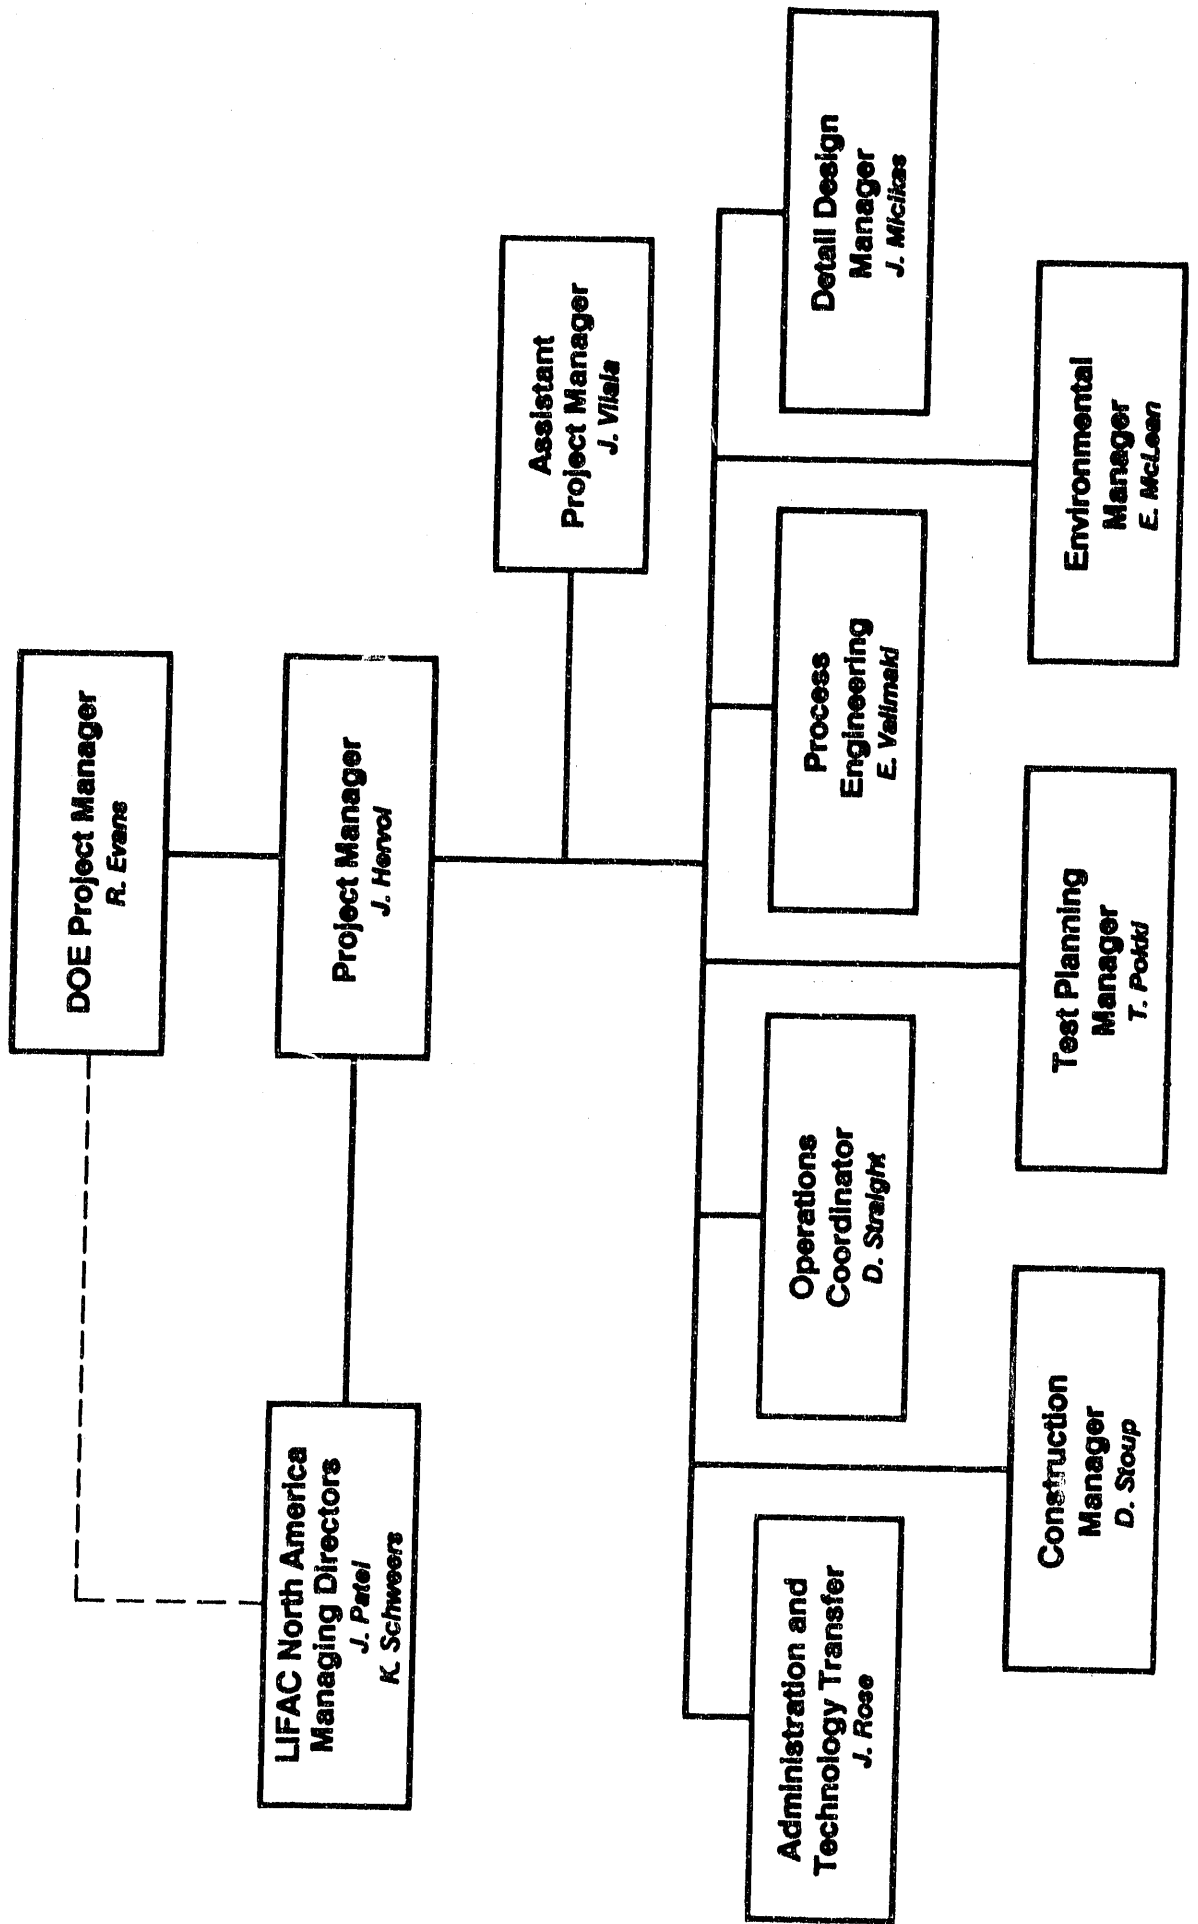 DOE Project Manager
R. Evans
LIFAC North America
Managing Directors
J. Patel
K. Schweers
Project Manager
J. Hervol
Assistant
Project Manager
J. Viiala
Administration and
Technology Transfer
J. Rose
Operations
Coordinator
D. Straight
Process
Engineering
E. Valimaki
Detail Design
Manager
J. Micikas
Construction
Manager
D. Stoup
Test Planning
Manager
T. Pokki
Environmental
Manager
E. McLean